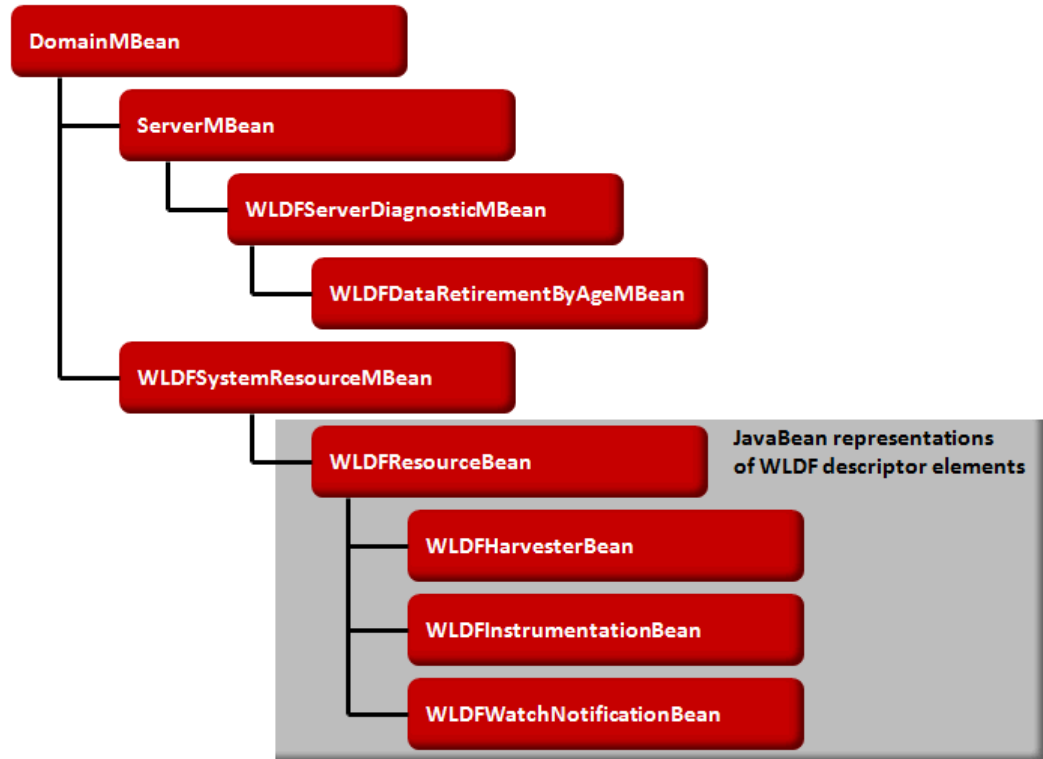 DomainMBean
ServerMBean
WLDFServerDiagnosticMBean
WLDFDataRetirementByAgeMBean
WLDFSystemResourceMBean
WLDFResourceBean
JavaBean representations
of WLDF descriptor elements
WLDFHarvesterBean
WLDFInstrumentationBean
WLDFWatchNotificationBean